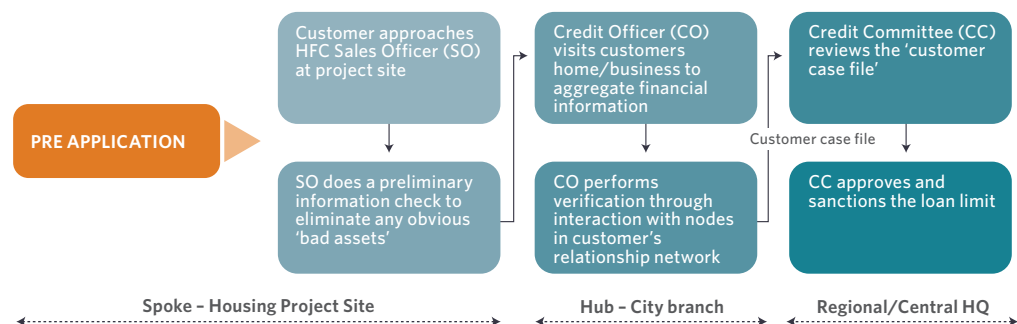 PRE APPLICATION
Customer approaches
HFC Sales Officer (SO)
at project site
SO does a preliminary
information check to
eliminate any obvious
‘bad assets’
Credit Officer (CO)
visits customers
home/business to
aggregate financial
information
CO performs
verification through
interaction with nodes
in customer’s
relationship network
Customer case file
Credit Committee (CC)
reviews the ‘customer
case file’
CC approves and
sanctions the loan limit
Spoke – Housing Project Site
Hub – City branch
Regional/Central HQ